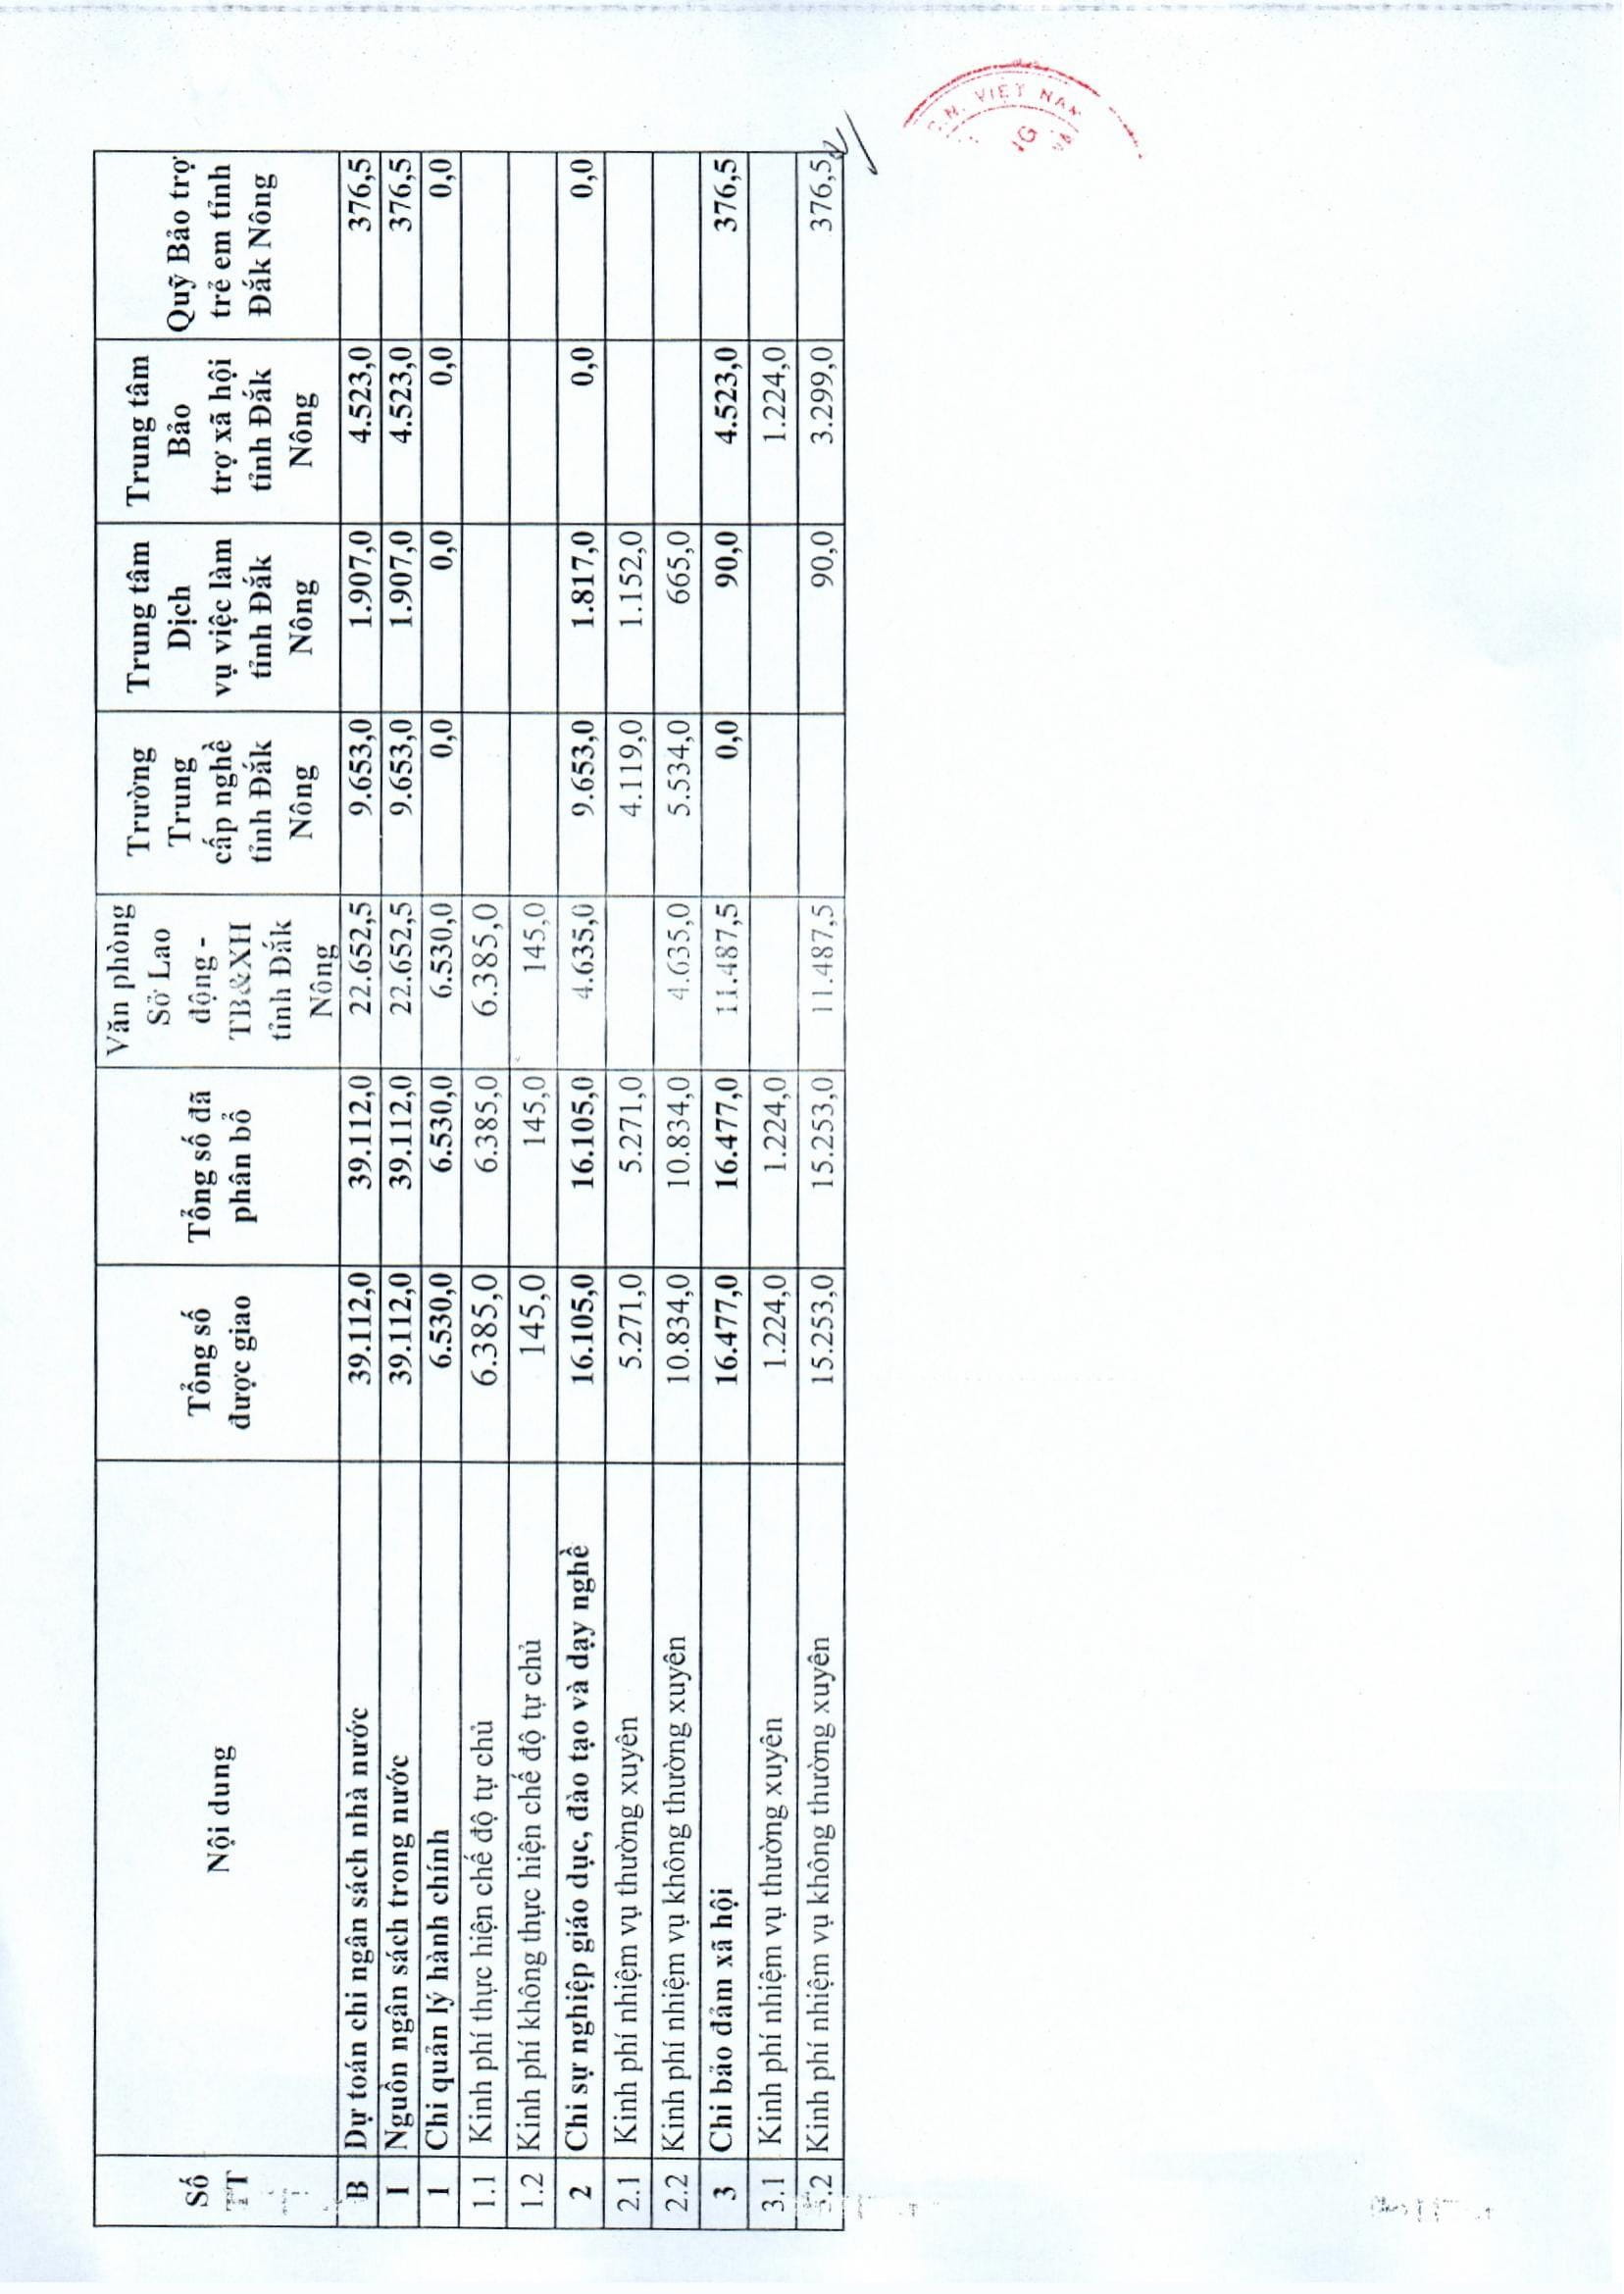 Số TT | Nội dung | Tổng số được giao | Tổng số đã phân bổ | Văn phòng Sở Lao động - TB&XH tỉnh Đắk Nông | Trường Trung cấp nghề tỉnh Đắk Nông | Trung tâm Dịch vụ việc làm tỉnh Đắk Nông | Trung tâm Bảo trợ xã hội tỉnh Đắk Nông | Quỹ Bảo trợ trẻ em tỉnh Đắk Nông
B | Dự toán chi ngân sách nhà nước | 39.112,0 | 39.112,0 | 22.652,5 | 9.653,0 | 1.907,0 | 4.523,0 | 376,5
I | Nguồn ngân sách trong nước | 39.112,0 | 39.112,0 | 22.652,5 | 9.653,0 | 1.907,0 | 4.523,0 | 376,5
1 | Chi quản lý hành chính | 6.530,0 | 6.530,0 | 6.530,0 | 0,0 | 0,0 | 0,0 | 0,0
1.1 | Kinh phí thực hiện chế độ tự chủ | 6.385,0 | 6.385,0 | 6.385,0 | | | |
1.2 | Kinh phí không thực hiện chế độ tự chủ | 145,0 | 145,0 | 145,0 | | | |
2 | Chi sự nghiệp giáo dục, đào tạo và dạy nghề | 16.105,0 | 16.105,0 | 4.635,0 | 9.653,0 | 1.817,0 | 0,0 | 0,0
2.1 | Kinh phí nhiệm vụ thường xuyên | 5.271,0 | 5.271,0 | | 4.119,0 | 1.152,0 | |
2.2 | Kinh phí nhiệm vụ không thường xuyên | 10.834,0 | 10.834,0 | 4.635,0 | 5.534,0 | 665,0 | |
3 | Chi bảo đảm xã hội | 16.477,0 | 16.477,0 | 11.487,5 | 0,0 | 90,0 | 4.523,0 | 376,5
3.1 | Kinh phí nhiệm vụ thường xuyên | 1.224,0 | 1.224,0 | | | | 1.224,0 |
3.2 | Kinh phí nhiệm vụ không thường xuyên | 15.253,0 | 15.253,0 | 11.487,5 | | 90,0 | 3.299,0 | 376,5
VIỆT NAM